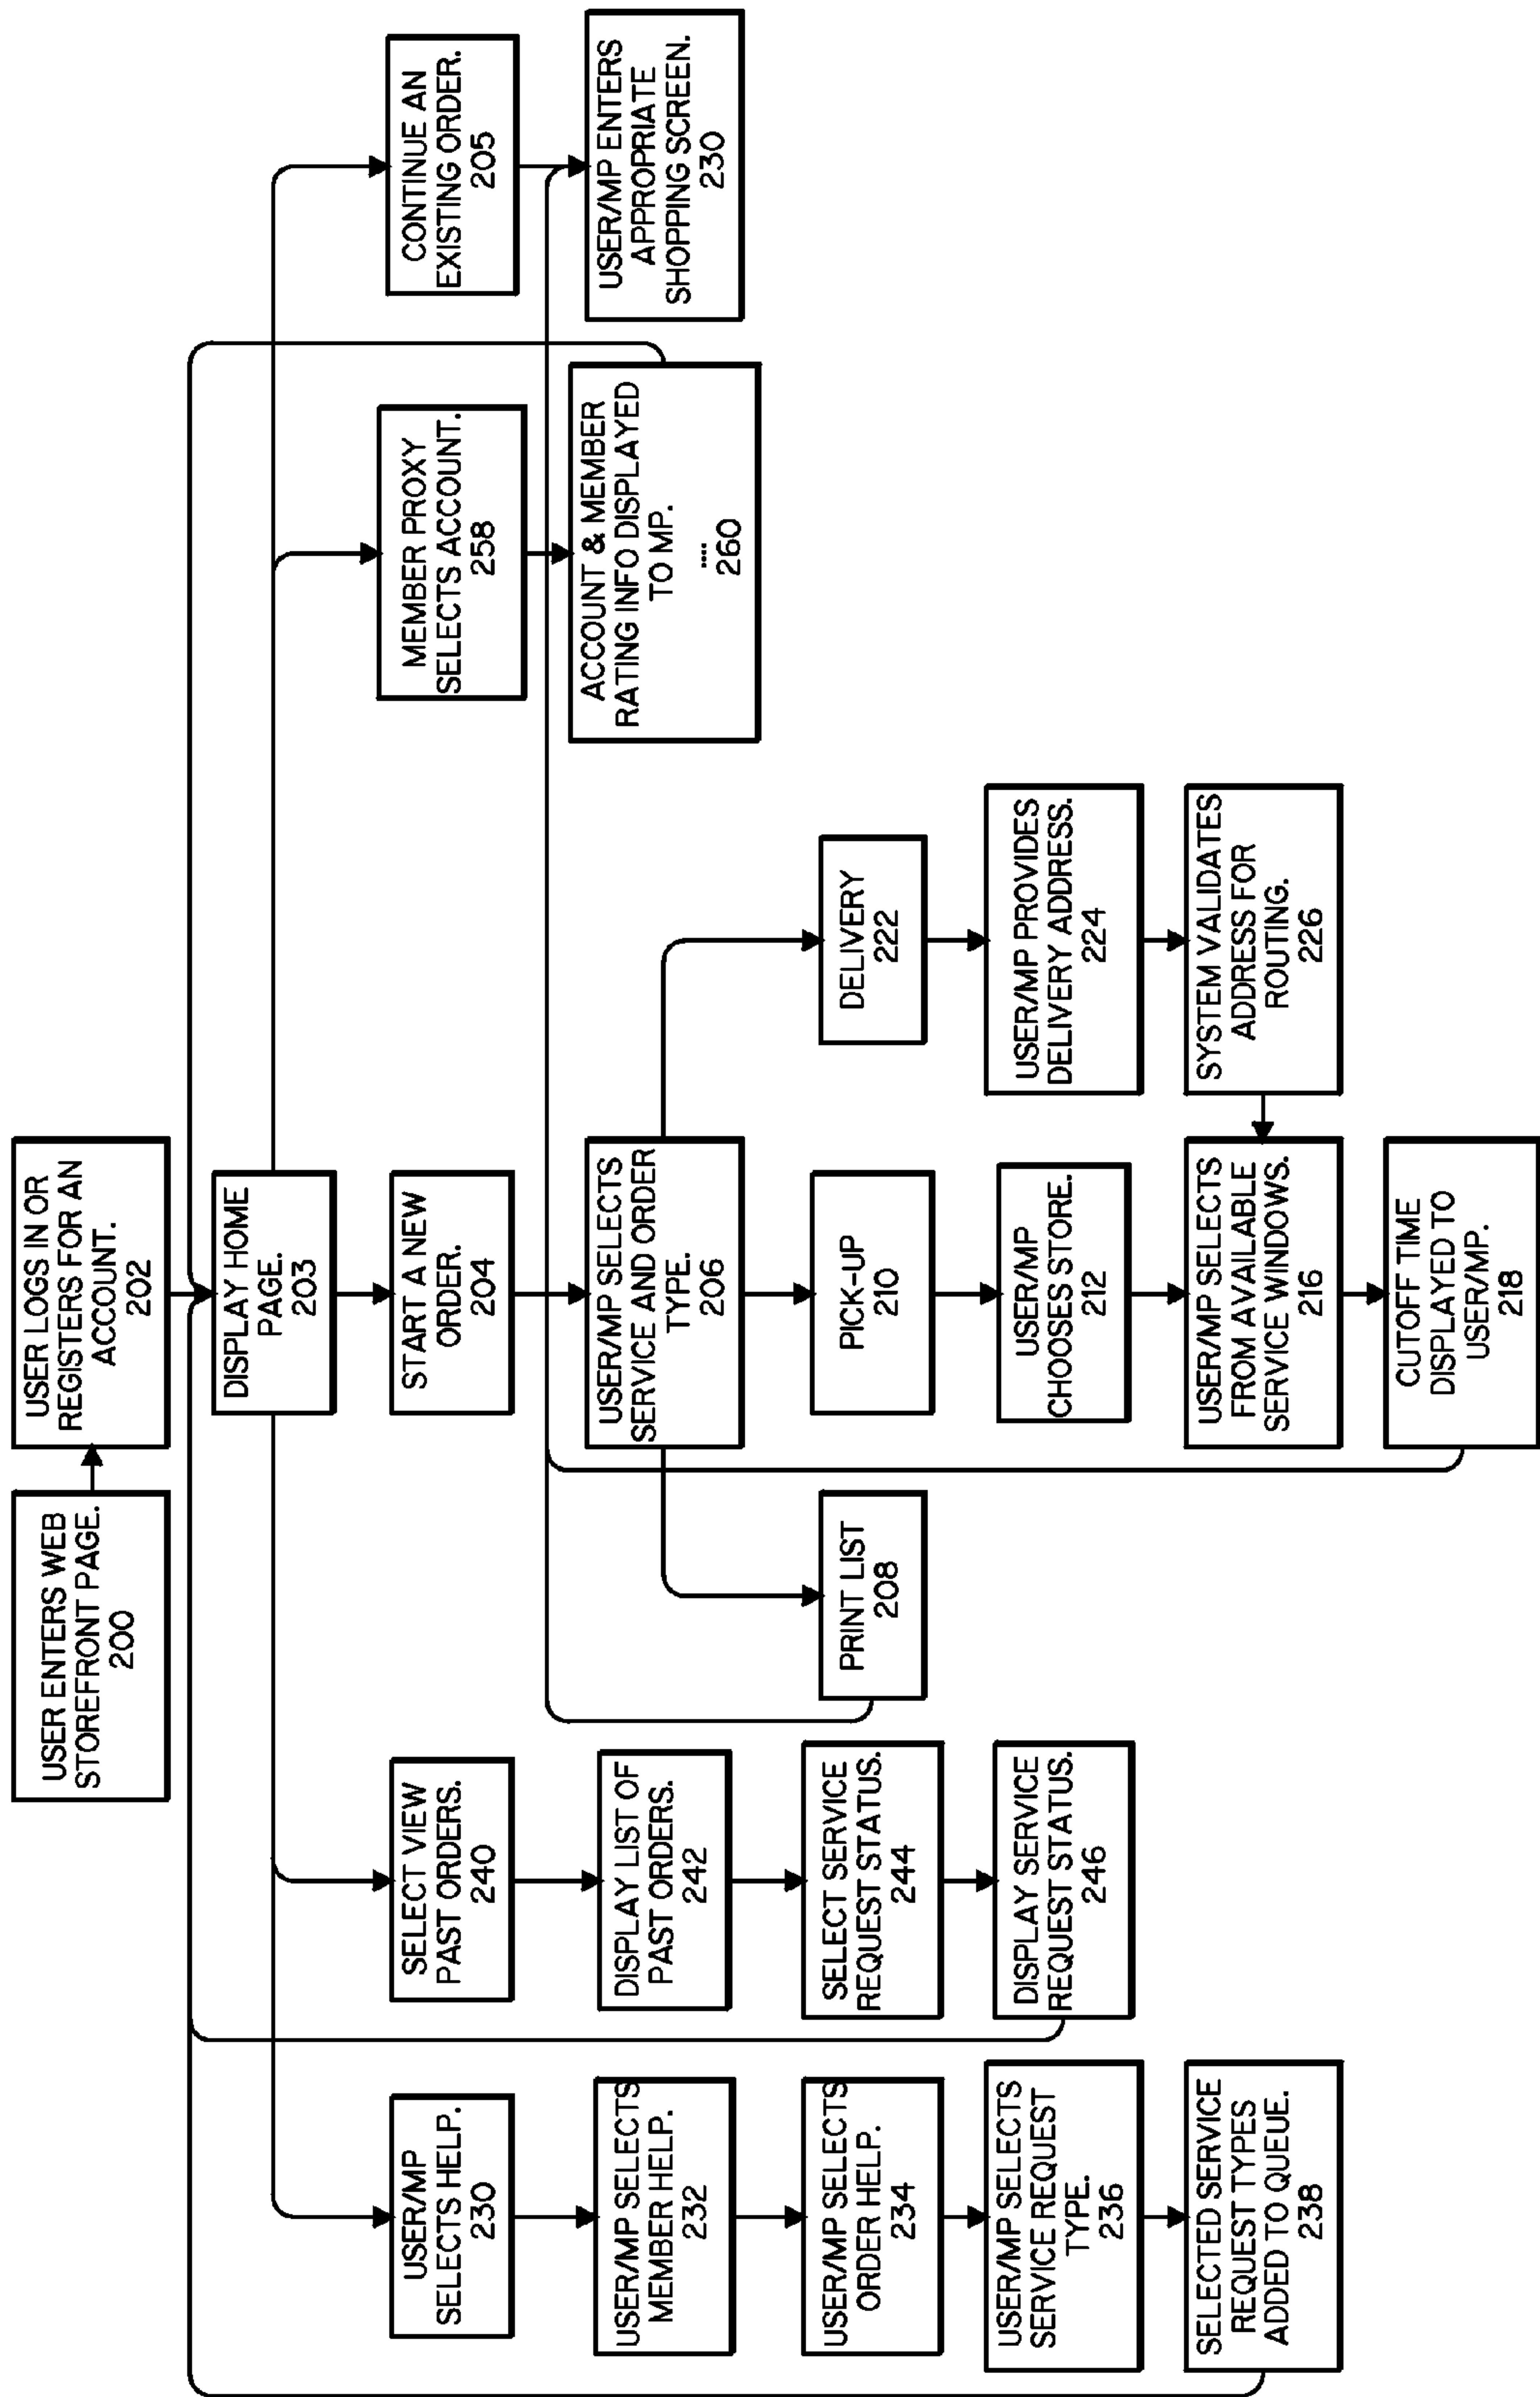 USER ENTERS WEB
STOREFRONT PAGE.
200
USER LOGS IN OR
REGISTERS FOR AN
ACCOUNT.
202
DISPLAY HOME
PAGE.
203
USER/MP
SELECTS HELP.
230
SELECT VIEW
PAST ORDERS.
240
START A NEW
ORDER.
204
MEMBER PROXY
SELECTS ACCOUNT.
258
CONTINUE AN
EXISTING ORDER.
205
USER/MP SELECTS
MEMBER HELP.
232
DISPLAY LIST OF
PAST ORDERS.
242
USER/MP SELECTS
SERVICE AND ORDER
TYPE.
206
ACCOUNT & MEMBER
RATING INFO DISPLAYED
TO MP.
....
260
USER/MP ENTERS
APPROPRIATE
SHOPPING SCREEN.
230
USER/MP SELECTS
ORDER HELP.
234
SELECT SERVICE
REQUEST STATUS.
244
PRINT LIST
208
PICK-UP
210
DELIVERY
222
USER/MP SELECTS
SERVICE REQUEST
TYPE.
236
DISPLAY SERVICE
REQUEST STATUS.
246
USER/MP
CHOOSES STORE.
212
USER/MP PROVIDES
DELIVERY ADDRESS.
224
SELECTED SERVICE
REQUEST TYPES
ADDED TO QUEUE.
238
USER/MP SELECTS
FROM AVAILABLE
SERVICE WINDOWS.
216
SYSTEM VALIDATES
ADDRESS FOR
ROUTING.
226
CUTOFF TIME
DISPLAYED TO
USER/MP.
218